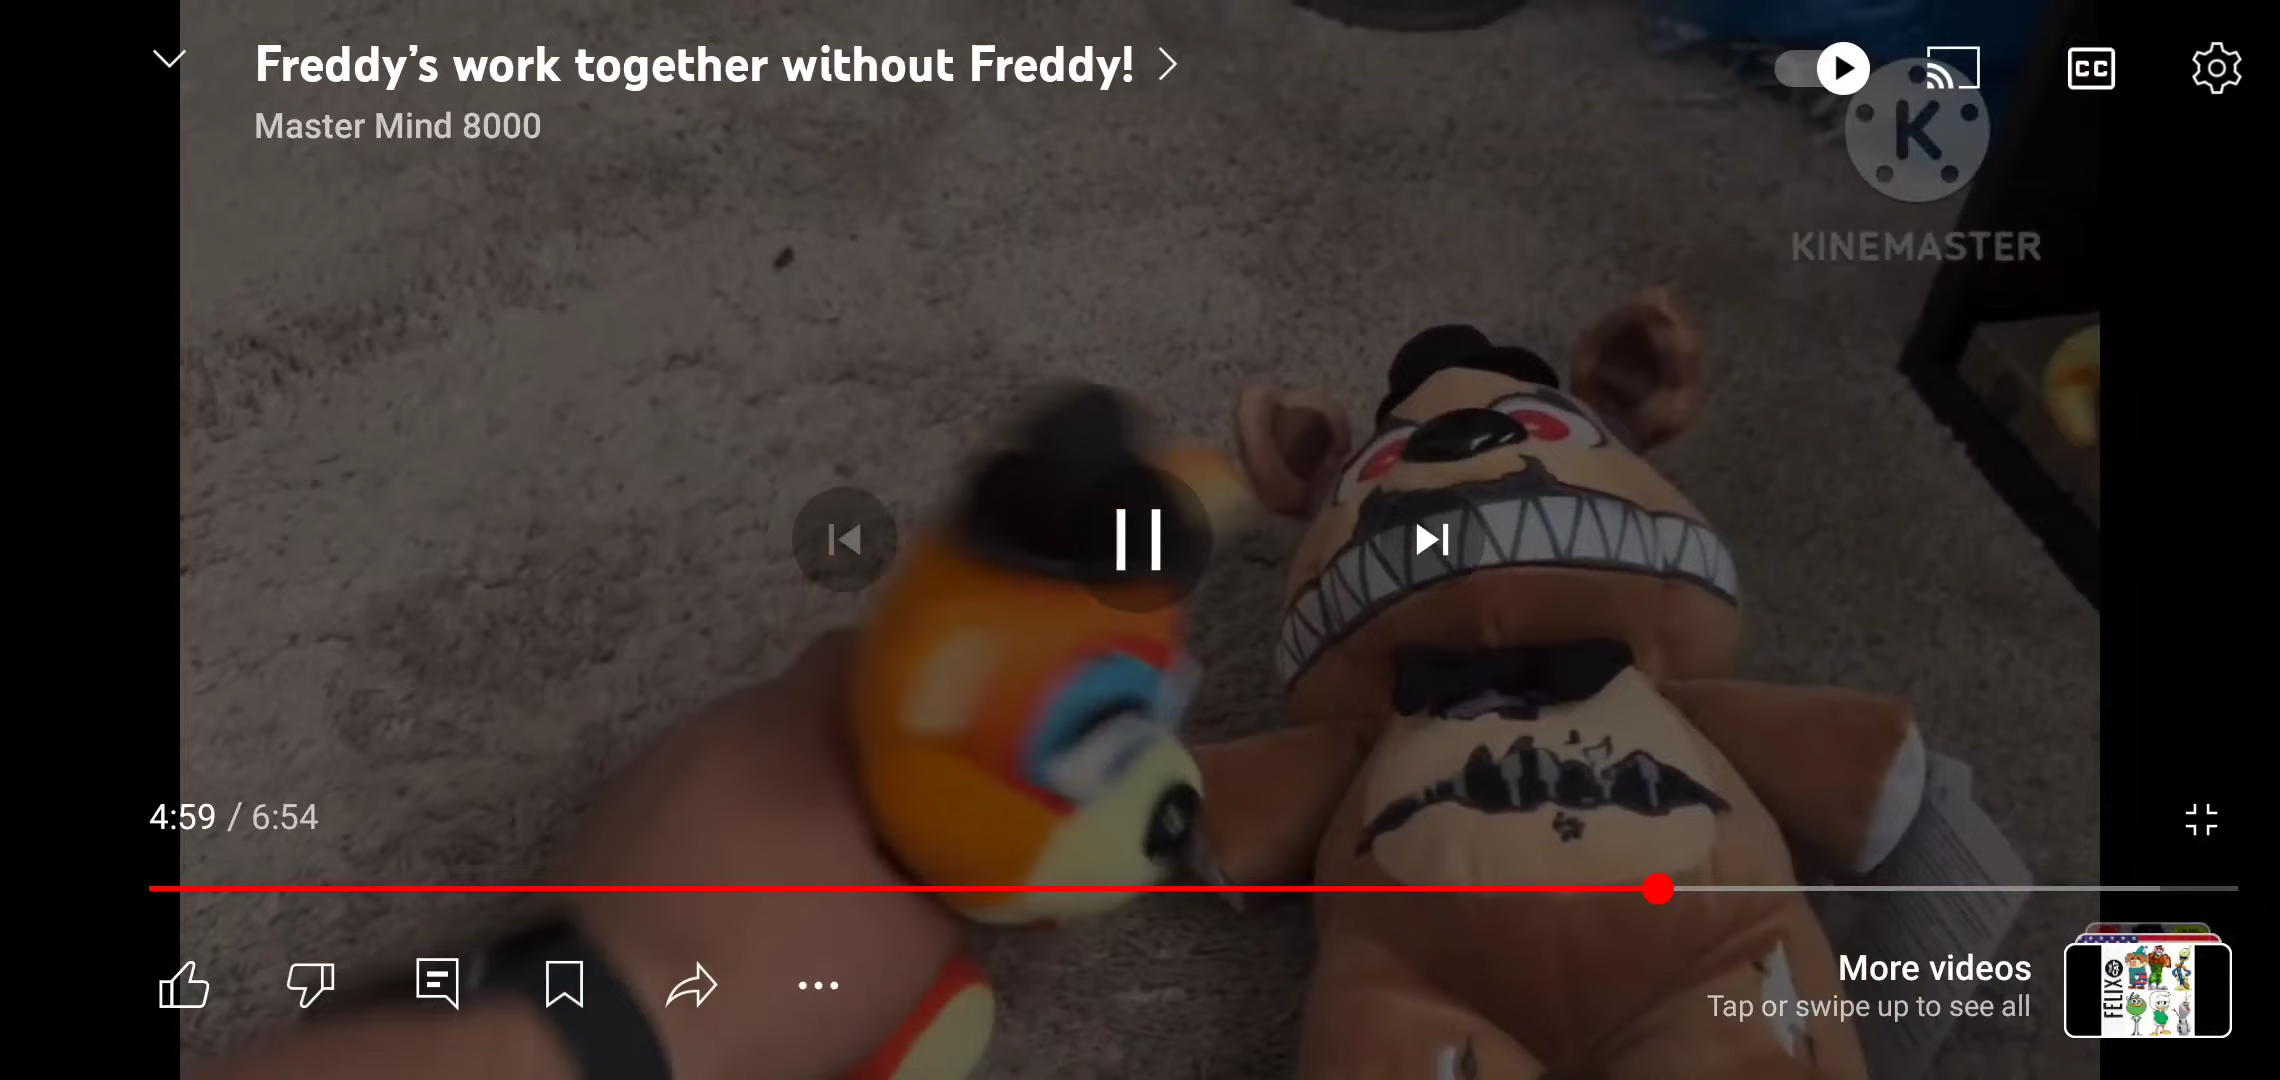 Freddy’s work together without Freddy!
Master Mind 8000
CC
K
KINEMASTER
4:59 / 6:54
More videos
Tap or swipe up to see all
FELIX